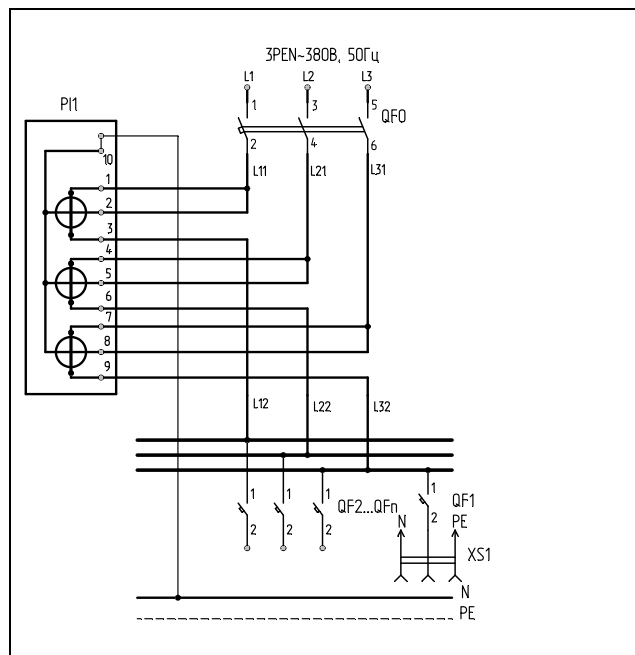 3PEN~380В, 50Гц
L1 L2 L3
PI1
1 3 5 QF0
2 4 6
10
L11 L21 L31
1
2
3
4
5
6
7
8
9
L12 L22 L32
1 1 1 QF2...QFn 1 QF1
2 2 2 N 2 PE
XS1
N
PE